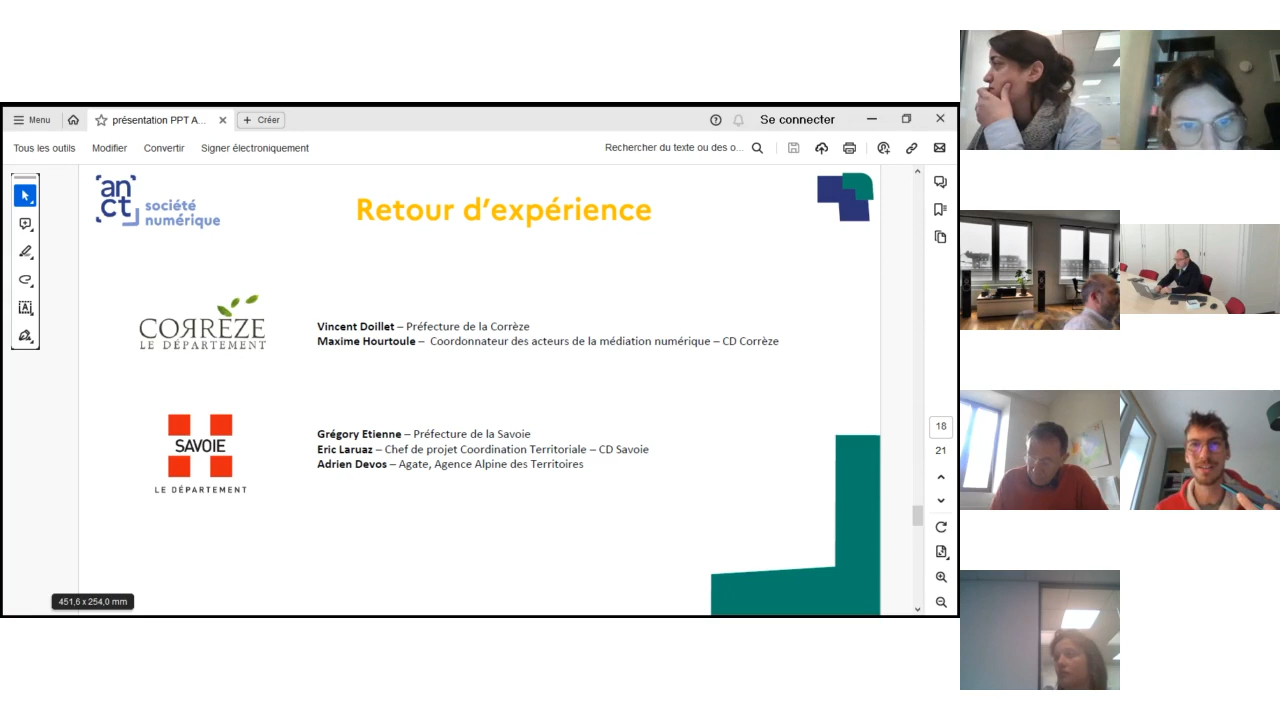 Menu
présentation PPT A...
Créer
Se connecter
Tous les outils
Modifier
Convertir
Signer électroniquement
Rechercher du texte ou des o...
anct
société
numérique
Retour d'expérience
CORRÈZE
LE DÉPARTEMENT
Vincent Doillet – Préfecture de la Corrèze
Maxime Hourtoule – Coordonnateur des acteurs de la médiation numérique – CD Corrèze
SAVOIE
LE DÉPARTEMENT
Grégory Etienne – Préfecture de la Savoie
Eric Laruaz – Chef de projet Coordination Territoriale – CD Savoie
Adrien Devos – Agate, Agence Alpine des Territoires
18
21
451,6 x 254,0 mm